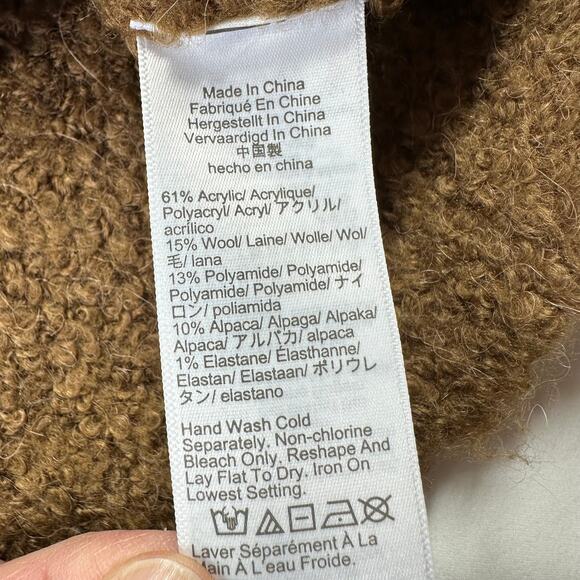 Made In China
Fabriqué En Chine
Hergestellt In China
Vervaardigd In China
中国製
hecho en china
61% Acrylic/ Acrylique/
Polyacryl/ Acryl/ アクリル/
acrílico
15% Wool/ Laine/ Wolle/ Wol/
毛/ lana
13% Polyamide/ Polyamide/
Polyamide/ Polyamide/ ナイ
ロン/ poliamida
10% Alpaca/ Alpaga/ Alpaka/
Alpaca/ アルパカ/ alpaca
1% Elastane/ Élasthanne/
Elastan/ Elastaan/ ポリウレ
タン/ elastano
Hand Wash Cold
Separately, Non-chlorine
Bleach Only. Reshape And
Lay Flat To Dry. Iron On
Lowest Setting.
Laver Séparément À La
Main À L'eau Froide.